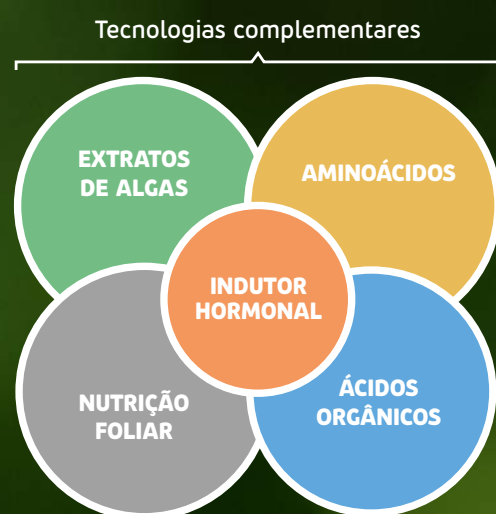 Tecnologias complementares
EXTRATOS
DE ALGAS
AMINOÁCIDOS
INDUTOR
HORMONAL
NUTRIÇÃO
FOLIAR
ÁCIDOS
ORGÂNICOS